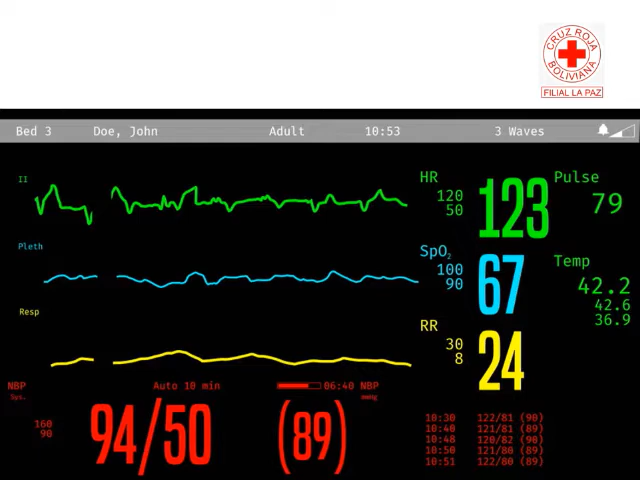 CRUZ ROJA
BOLIVIANA
FILIAL LA PAZ
Bed 3 Doe, John Adult 10:53 3 Waves
II
HR
120
50
123
Pulse
79
Pleth
SpO2
100
90
67
Temp
42.2
42.6
36.9
Resp
RR
30
8
24
NBP
Sys.
Auto 10 min
06:40 NBP
mmHg
160
90
94/50
(89)
10:30 122/81 (90)
10:40 121/81 (89)
10:48 120/82 (90)
10:50 121/80 (89)
10:51 122/80 (89)